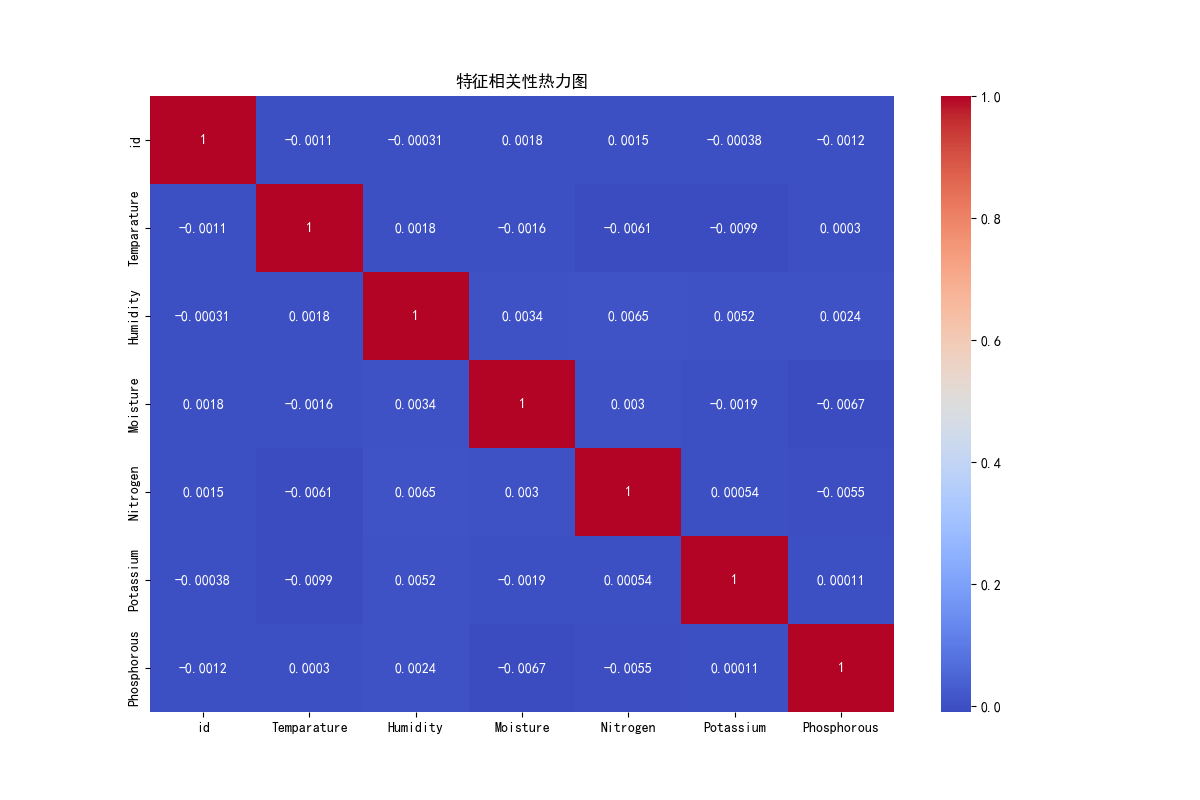 特征相关性热力图
id 1 -0.0011 -0.00031 0.0018 0.0015 -0.00038 -0.0012
Temparature -0.0011 1 0.0018 -0.0016 -0.0061 -0.0099 0.0003
Humidity -0.00031 0.0018 1 0.0034 0.0065 0.0052 0.0024
Moisture 0.0018 -0.0016 0.0034 1 0.003 -0.0019 -0.0067
Nitrogen 0.0015 -0.0061 0.0065 0.003 1 0.00054 -0.0055
Potassium -0.00038 -0.0099 0.0052 -0.0019 0.00054 1 0.00011
Phosphorous -0.0012 0.0003 0.0024 -0.0067 -0.0055 0.00011 1
id Temparature Humidity Moisture Nitrogen Potassium Phosphorous
1.0
0.8
0.6
0.4
0.2
0.0